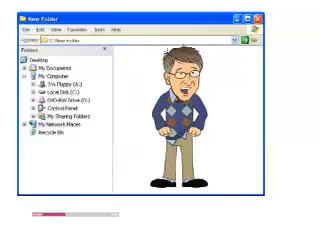 New Folder
File Edit View Favorites Tools Help
Address C:\New Folder Go
Folders X
Desktop
My Documents
My Computer
3½ Floppy (A:)
Local Disk (C:)
DVD-RAM Drive (D:)
Control Panel
My Sharing Folders
My Network Places
Recycle Bin